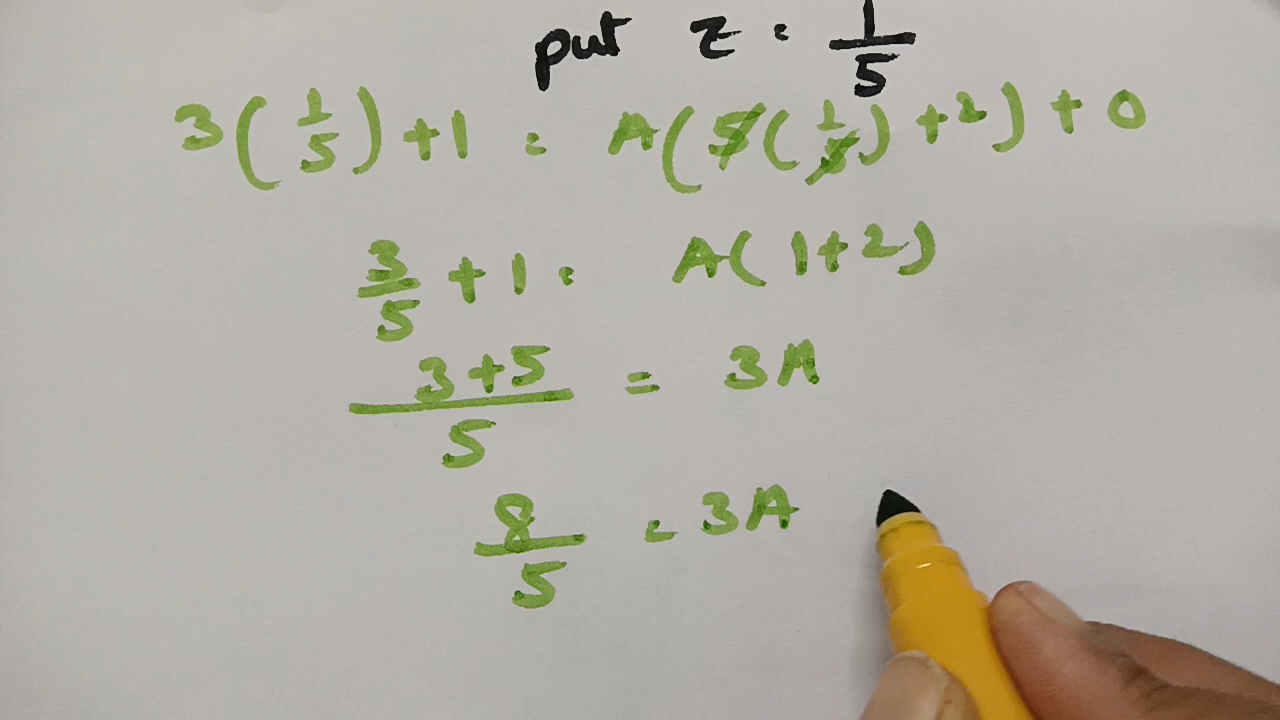 put z = 1/5
3(1/5)+1 = A(5(1/5)+2)+0
3/5+1 = A(1+2)
3+5/5 = 3A
8/5 = 3A